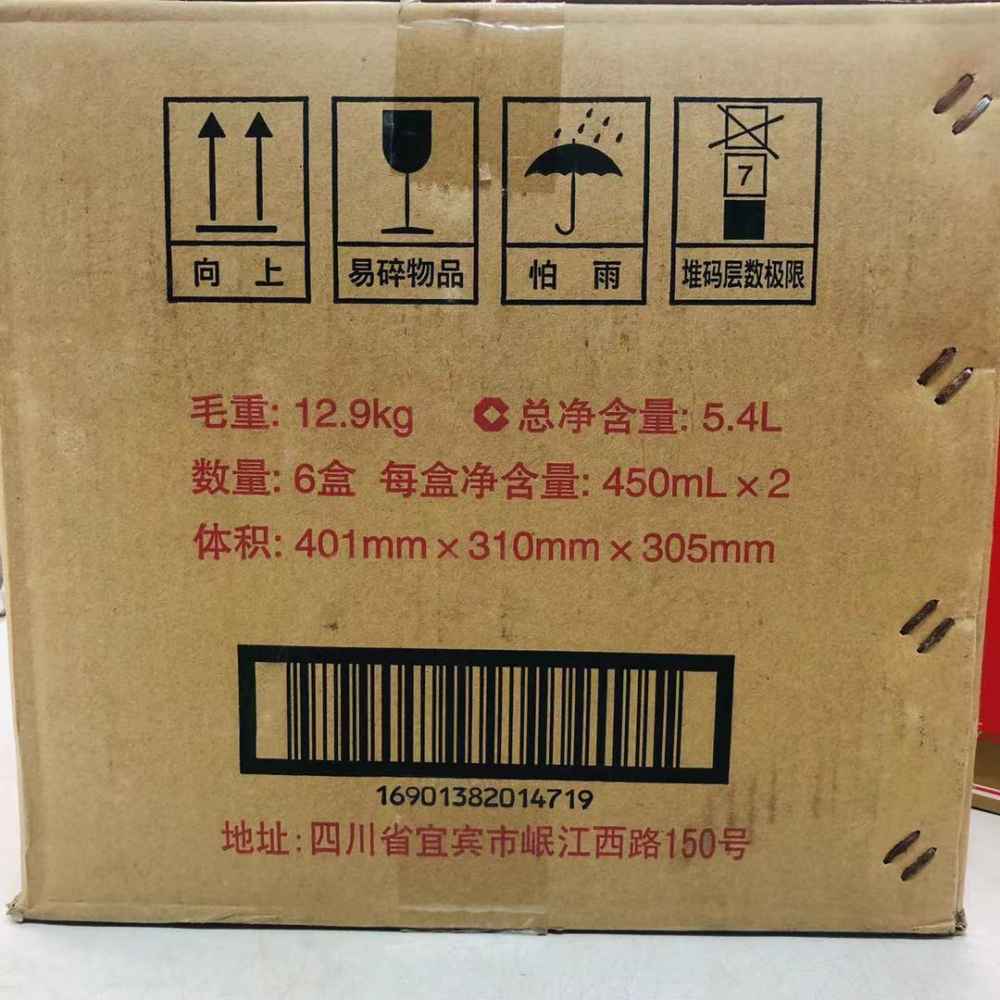 7
向上 易碎物品 怕雨 堆码层数极限
毛重: 12.9kg 总净含量: 5.4L
数量: 6盒 每盒净含量: 450mL×2
体积: 401mm×310mm×305mm
16901382014719
地址:四川省宜宾市岷江西路150号